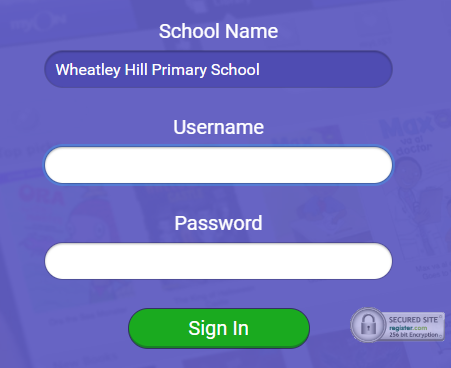 School Name
Wheatley Hill Primary School
Username
Password
Sign In
SECURED SITE
register.com
256 bit Encryption